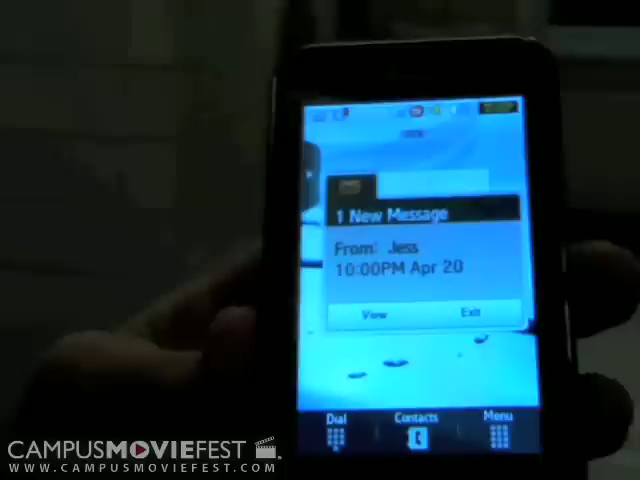 1 New Message
From: Jess
10:00PM Apr 20
View Exit
Dial Contacts Menu
CAMPUSMOVIEFEST
WWW.CAMPUSMOVIEFEST.COM